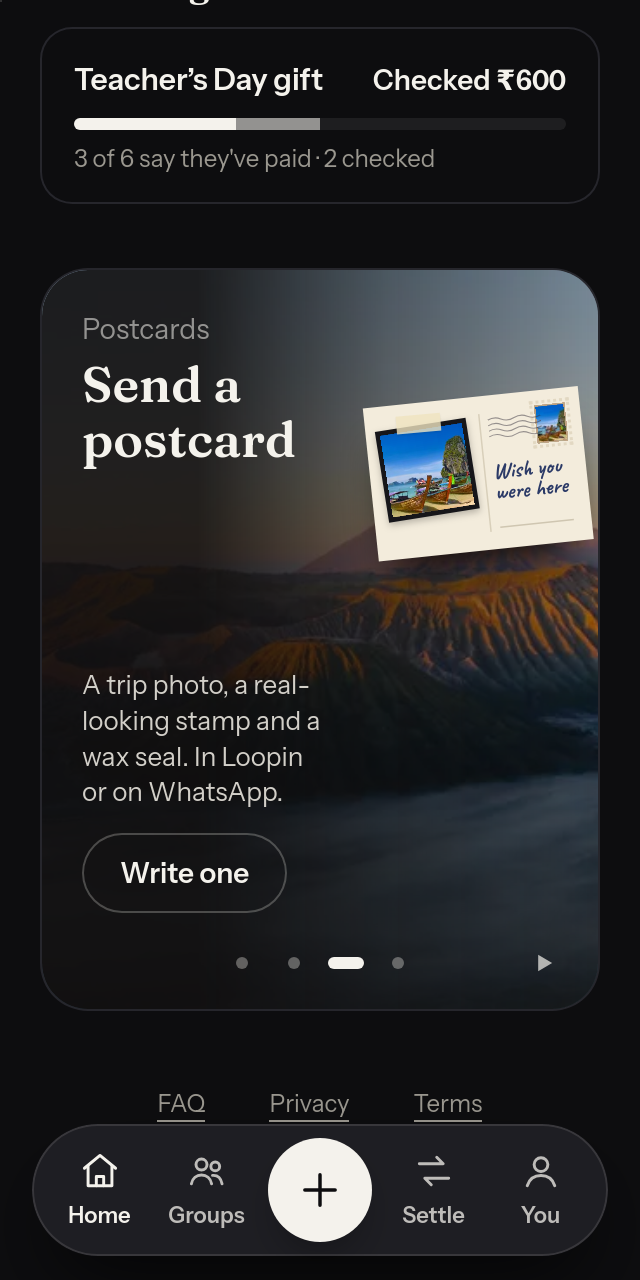 Teacher's Day gift
Checked ₹600
3 of 6 say they've paid · 2 checked
Postcards
Send a
postcard
Wish you
were here
A trip photo, a real-
looking stamp and a
wax seal. In Loopin
or on WhatsApp.
Write one
FAQ
Privacy
Terms
Home
Groups
Settle
You